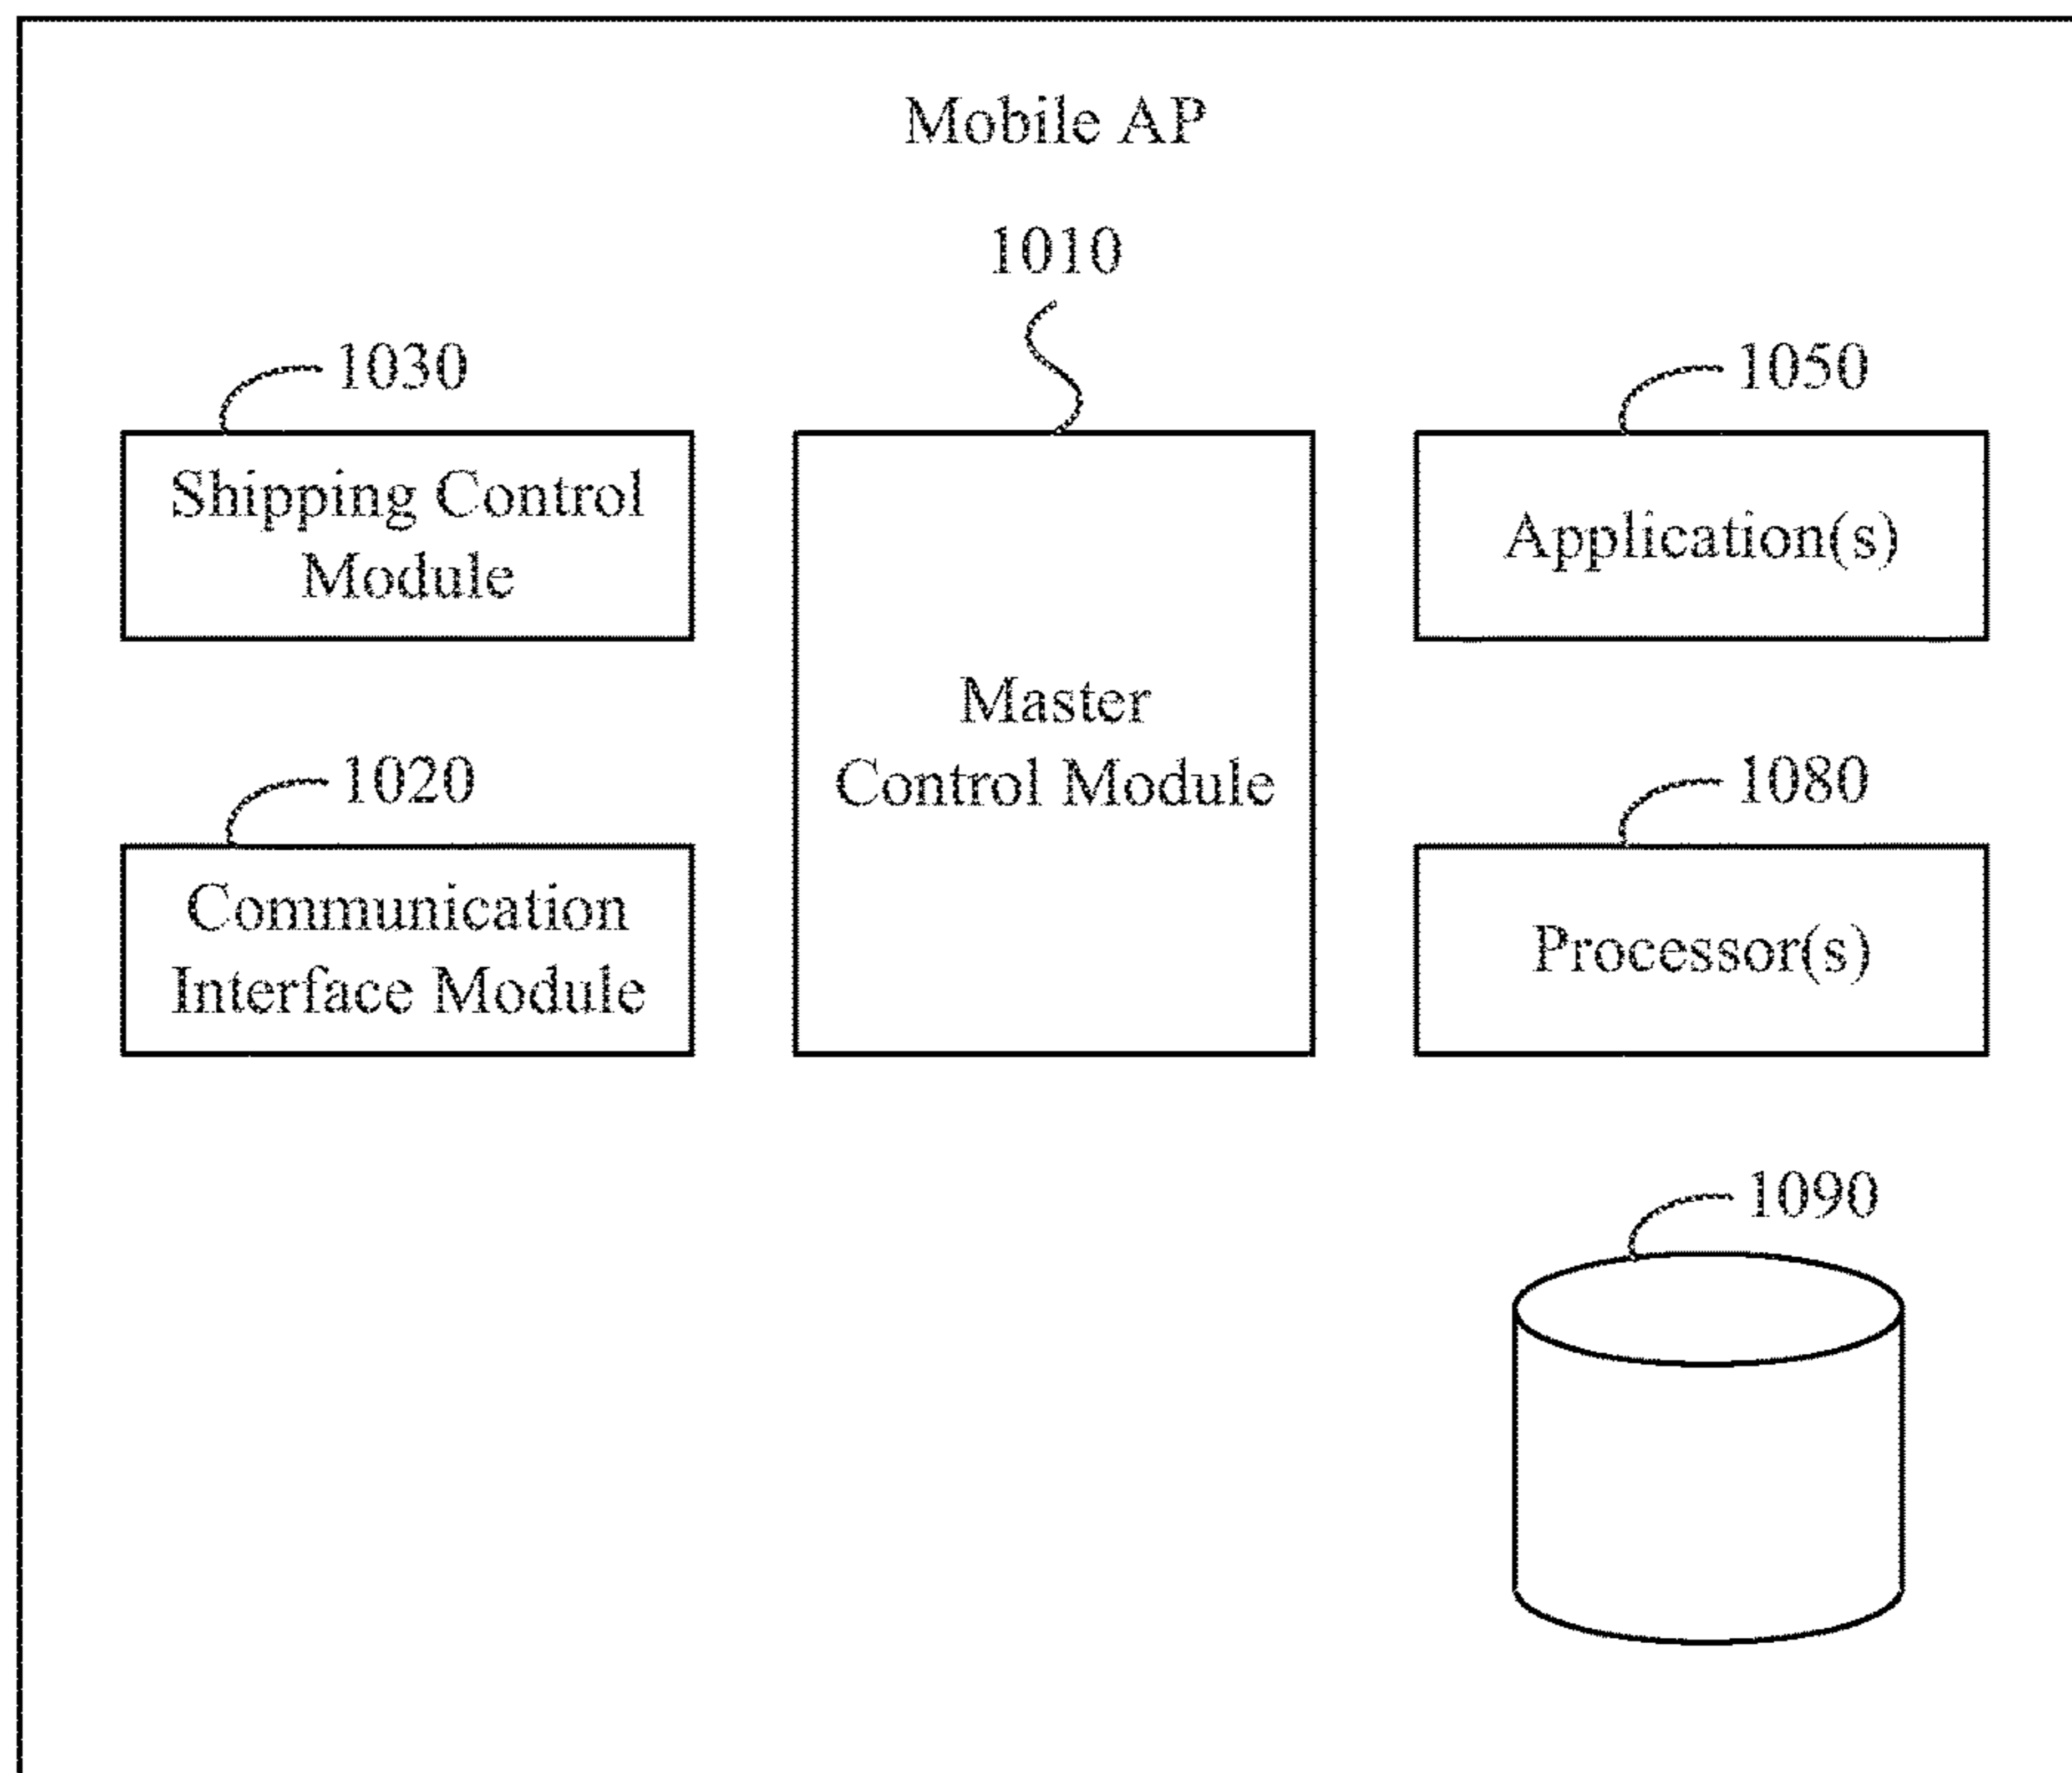 Mobile AP
1010
1030
1050
Shipping Control
Module
Application(s)
Master
Control Module
1020
1080
Communication
Interface Module
Processor(s)
1090